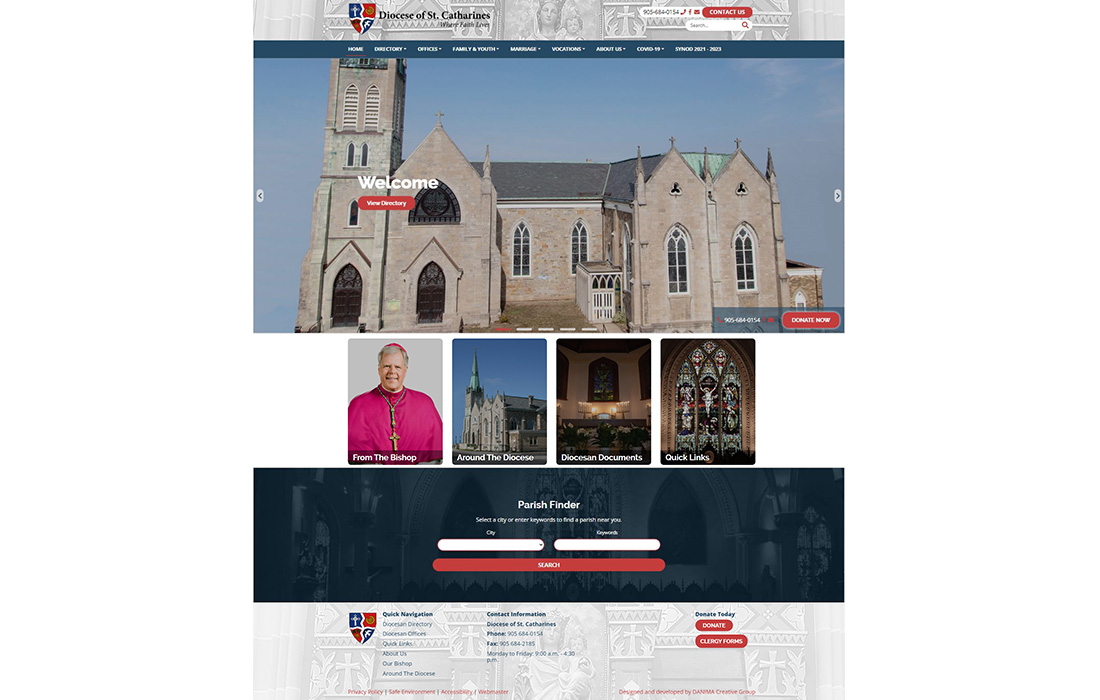 Diocese of St. Catharines
Where Faith Lives
905-684-0154
CONTACT US
Search...
HOME DIRECTORY OFFICES FAMILY & YOUTH MARRIAGE VOCATIONS ABOUT US COVID-19 SYNOD 2021 - 2023
Welcome
View Directory
905-684-0154
DONATE NOW
From The Bishop
Around The Diocese
Diocesan Documents
Quick Links
Parish Finder
Select a city or enter keywords to find a parish near you.
City
Keywords
SEARCH
Quick Navigation
Diocesan Directory
Diocesan Offices
Quick Links
About Us
Our Bishop
Around The Diocese
Contact Information
Diocese of St. Catharines
Phone: 905 684-0154
Fax: 905 684-2185
Monday to Friday: 9:00 a.m. - 4:30
p.m.
Donate Today
DONATE
CLERGY FORMS
Privacy Policy | Safe Environment | Accessibility | Webmaster
Designed and developed by DANIMA Creative Group